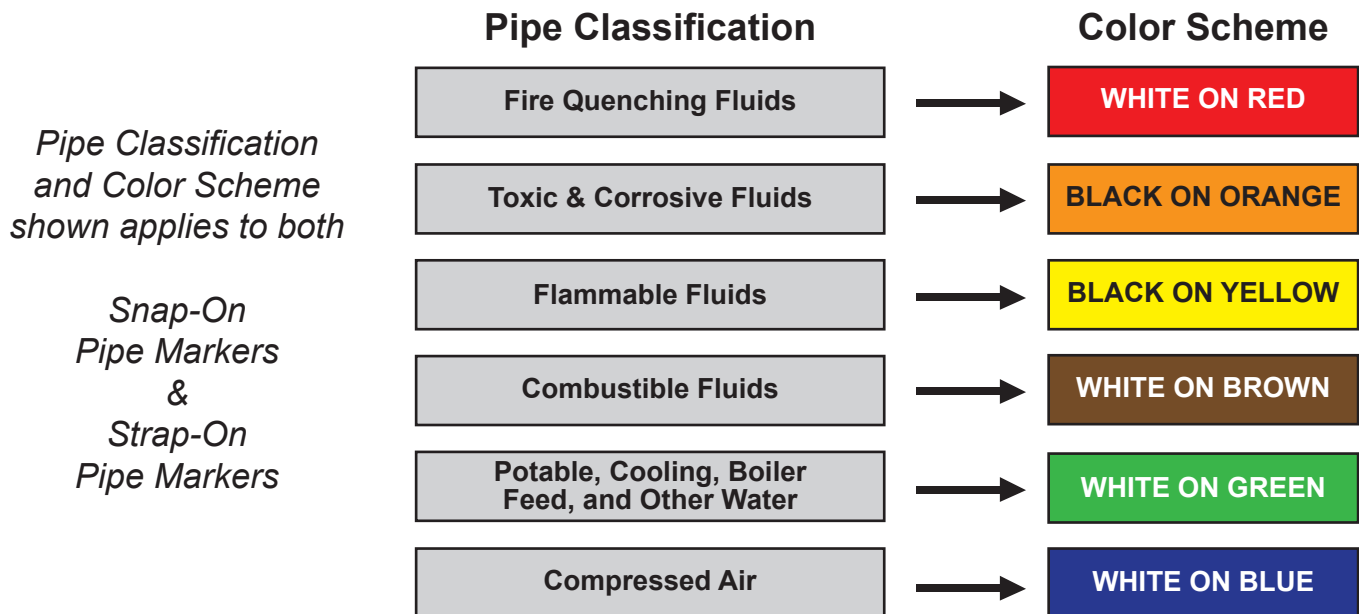 Pipe Classification
Color Scheme
Pipe Classification
and Color Scheme
shown applies to both
Snap-On
Pipe Markers
&
Strap-On
Pipe Markers
Fire Quenching Fluids
WHITE ON RED
Toxic & Corrosive Fluids
BLACK ON ORANGE
Flammable Fluids
BLACK ON YELLOW
Combustible Fluids
WHITE ON BROWN
Potable, Cooling, Boiler
Feed, and Other Water
WHITE ON GREEN
Compressed Air
WHITE ON BLUE